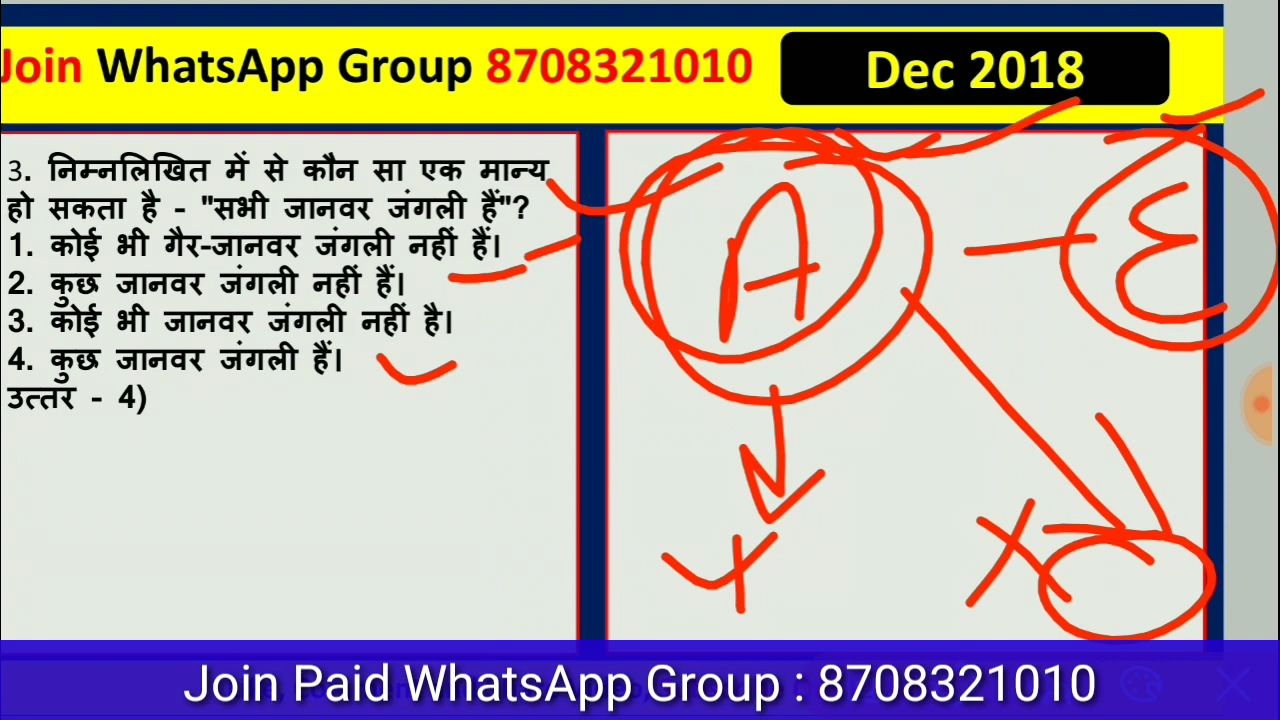 Join WhatsApp Group 8708321010
Dec 2018
3. निम्नलिखित में से कौन सा एक मान्य
हो सकता है - "सभी जानवर जंगली हैं"?
1. कोई भी गैर-जानवर जंगली नहीं हैं।
2. कुछ जानवर जंगली नहीं हैं।
3. कोई भी जानवर जंगली नहीं है।
4. कुछ जानवर जंगली हैं।
उत्तर - 4)
A
E
Join Paid WhatsApp Group : 8708321010